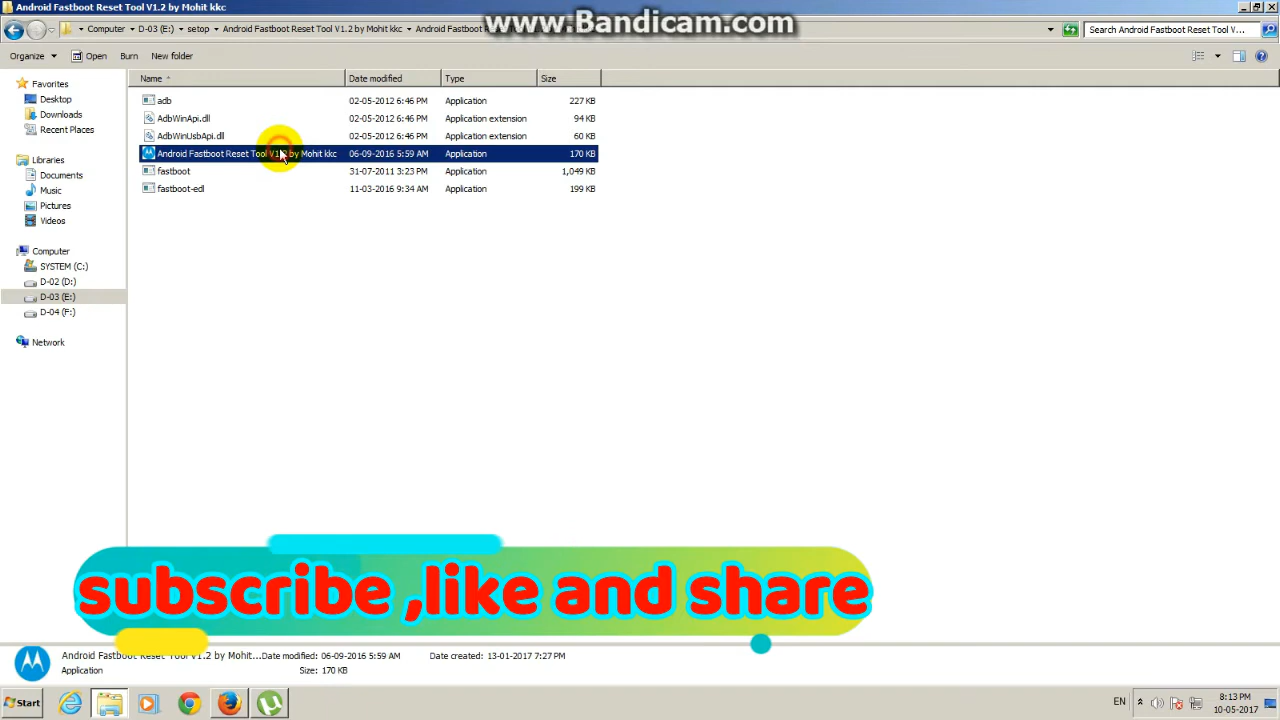 Android Fastboot Reset Tool V1.2 by Mohit kkc
www.Bandicam.com
Computer D-03 (E:) setop Android Fastboot Reset Tool V1.2 by Mohit kkc Android Fastboot Re
Search Android Fastboot Reset Tool V...
Organize Open Burn New folder
Name Date modified Type Size
Favorites
Desktop
Downloads
Recent Places
Libraries
Documents
Music
Pictures
Videos
Computer
SYSTEM (C:)
D-02 (D:)
D-03 (E:)
D-04 (F:)
Network
adb 02-05-2012 6:46 PM Application 227 KB
AdbWinApi.dll 02-05-2012 6:46 PM Application extension 94 KB
AdbWinUsbApi.dll 02-05-2012 6:46 PM Application extension 60 KB
Android Fastboot Reset Tool V1.2 by Mohit kkc 06-09-2016 5:59 AM Application 170 KB
fastboot 31-07-2011 3:23 PM Application 1,049 KB
fastboot-edl 11-03-2016 9:34 AM Application 199 KB
subscribe ,like and share
Android Fastboot Reset Tool V1.2 by Mohit... Date modified: 06-09-2016 5:59 AM Date created: 13-01-2017 7:27 PM
Application Size: 170 KB
Start EN 8:13 PM
10-05-2017